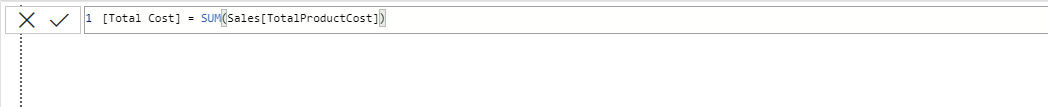 1 [Total Cost] = SUM(Sales[TotalProductCost])